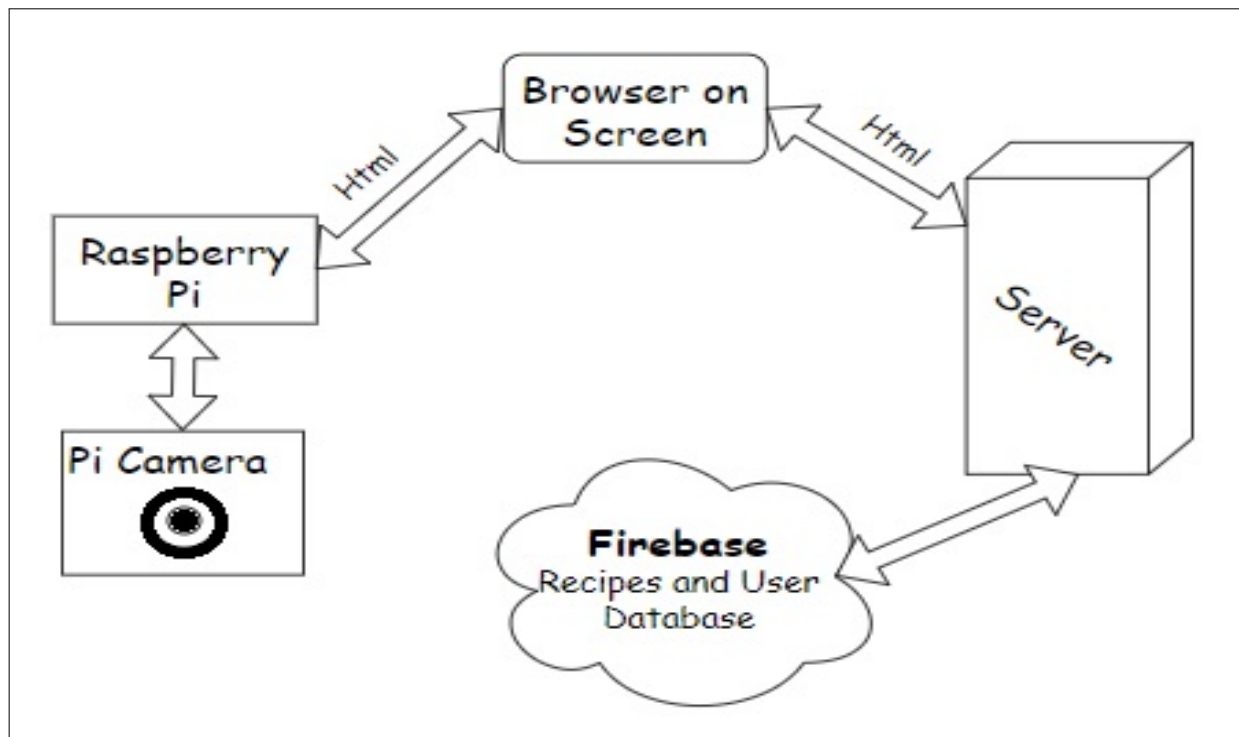 Browser on
Screen
Html
Html
Raspberry
Pi
Server
Pi Camera
Firebase
Recipes and User
Database